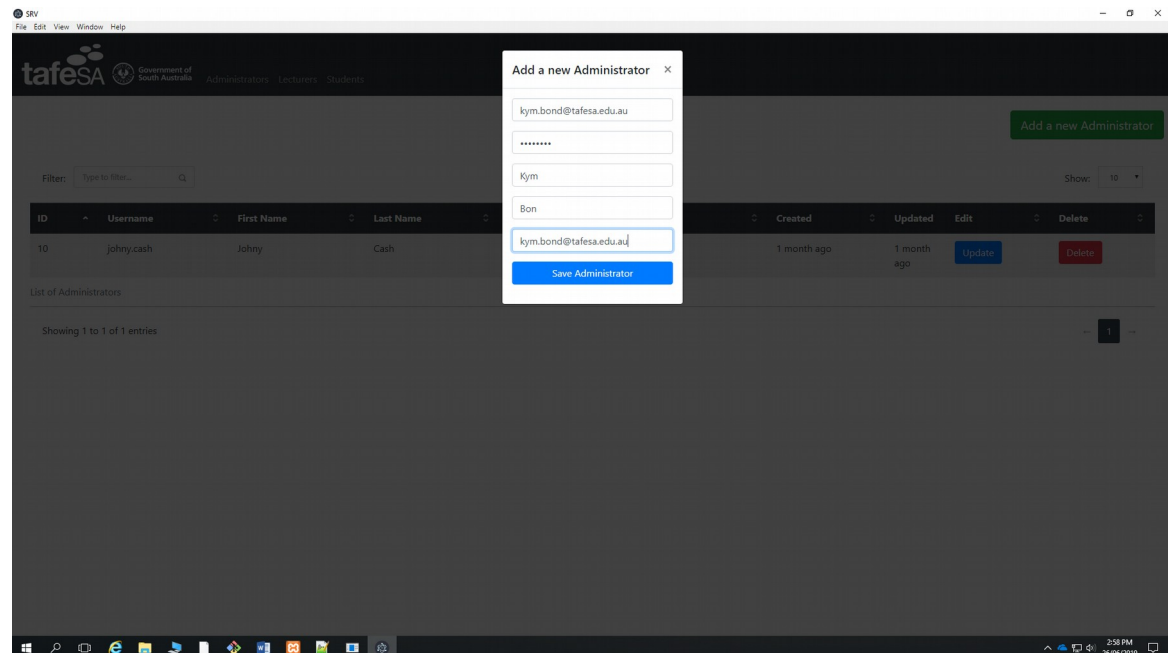 SRV
File Edit View Window Help
tafeSA Government of South Australia Administrators Lecturers Students
Add a new Administrator ×
kym.bond@tafesa.edu.au
••••••••
Kym
Bon
kym.bond@tafesa.edu.au
Save Administrator
Add a new Administrator
Filter: Type to filter...
Show: 10
ID Username First Name Last Name Created Updated Edit Delete
10 johny.cash Johny Cash 1 month ago 1 month ago Update Delete
List of Administrators
Showing 1 to 1 of 1 entries
← 1 →
2:58 PM
26/06/2019